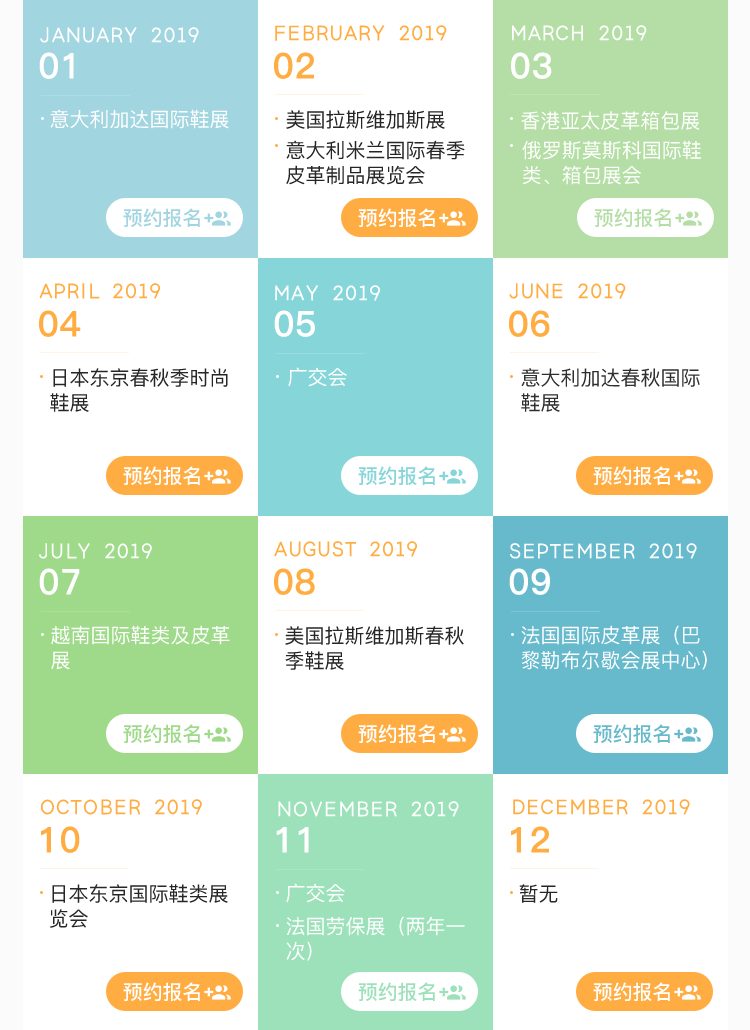 JANUARY 2019
01
· 意大利加达国际鞋展
预约报名
FEBRUARY 2019
02
· 美国拉斯维加斯展
· 意大利米兰国际春季
皮革制品展览会
预约报名
MARCH 2019
03
· 香港亚太皮革箱包展
· 俄罗斯莫斯科国际鞋
类、箱包展会
预约报名
APRIL 2019
04
· 日本东京春秋季时尚
鞋展
预约报名
MAY 2019
05
· 广交会
预约报名
JUNE 2019
06
· 意大利加达春秋国际
鞋展
预约报名
JULY 2019
07
· 越南国际鞋类及皮革
展
预约报名
AUGUST 2019
08
· 美国拉斯维加斯春秋
季鞋展
预约报名
SEPTEMBER 2019
09
· 法国国际皮革展（巴
黎勒布尔歇会展中心）
预约报名
OCTOBER 2019
10
· 日本东京国际鞋类展
览会
预约报名
NOVEMBER 2019
11
· 广交会
· 法国劳保展（两年一
次）
预约报名
DECEMBER 2019
12
· 暂无
预约报名